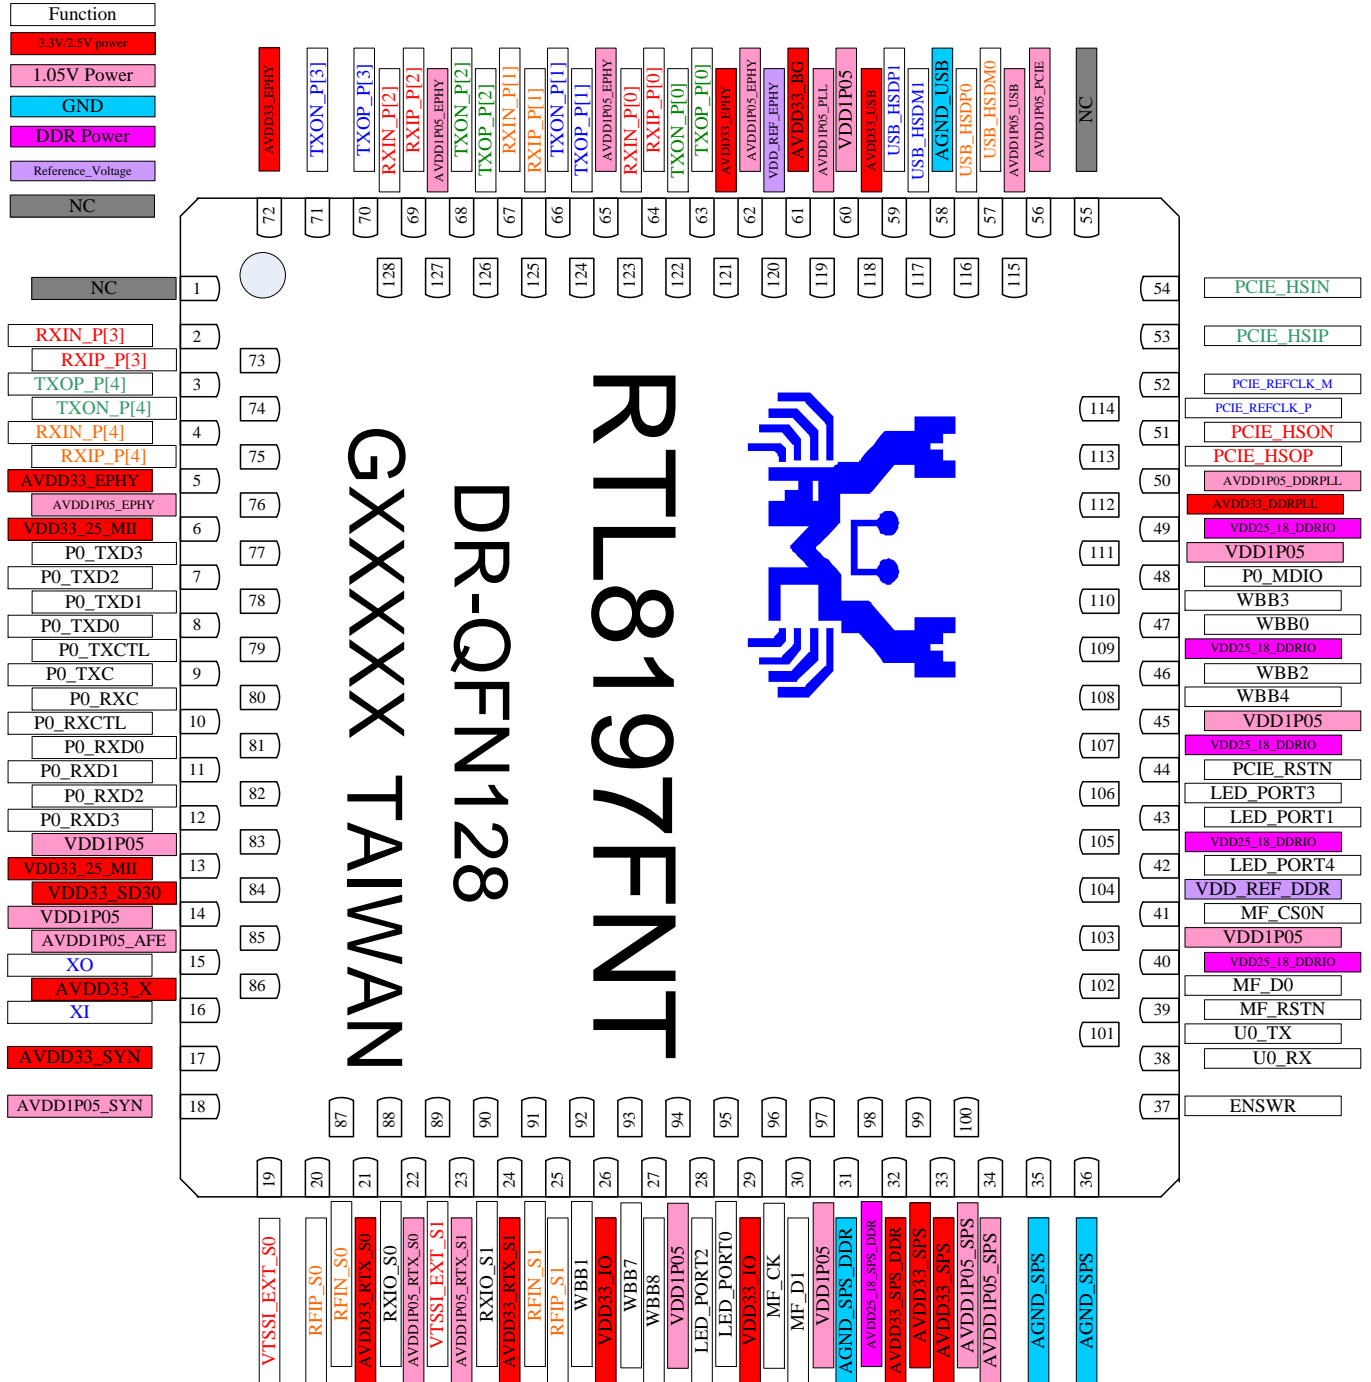 Function
3.3V/2.5V power
1.05V Power
GND
DDR Power
Reference_Voltage
NC
AVDD33_EPHY
TXON_P[3]
TXOP_P[3]
RXIN_P[2]
RXIP_P[2]
AVDD1P05_EPHY
TXON_P[2]
TXOP_P[2]
RXIN_P[1]
RXIP_P[1]
TXON_P[1]
TXOP_P[1]
AVDD1P05_EPHY
RXIN_P[0]
RXIP_P[0]
TXON_P[0]
TXOP_P[0]
AVDD33_EPHY
AVDD1P05_EPHY
VDD_REF_EPHY
AVDD33_BG
AVDD1P05_PLL
VDD1P05
AVDD33_USB
USB_HSDP1
USB_HSDM1
AGND_USB
USB_HSDP0
USB_HSDM0
AVDD1P05_USB
AVDD1P05_PCIE
NC
72 71 70 69 68 67 66 65 64 63 62 61 60 59 58 57 56 55
128 127 126 125 124 123 122 121 120 119 118 117 116 115
NC 1
RXIN_P[3] 2
RXIP_P[3] 73
TXOP_P[4] 3
TXON_P[4] 74
RXIN_P[4] 4
RXIP_P[4] 75
AVDD33_EPHY 5
AVDD1P05_EPHY 76
VDD33_25_MII 6
P0_TXD3 77
P0_TXD2 7
P0_TXD1 78
P0_TXD0 8
P0_TXCTL 79
P0_TXC 9
P0_RXC 80
P0_RXCTL 10
P0_RXD0 81
P0_RXD1 11
P0_RXD2 82
P0_RXD3 12
VDD1P05 83
VDD33_25_MII 13
VDD33_SD30 84
VDD1P05 14
AVDD1P05_AFE 85
XO 15
AVDD33_X 86
XI 16
AVDD33_SYN 17
AVDD1P05_SYN 18
RTL8197FNT
DR-QFN128
GXXXXX TAIWAN
54 PCIE_HSIN
53 PCIE_HSIP
52 PCIE_REFCLK_M
114 PCIE_REFCLK_P
51 PCIE_HSON
113 PCIE_HSOP
50 AVDD1P05_DDRPLL
112 AVDD33_DDRPLL
49 VDD25_18_DDRIO
111 VDD1P05
48 P0_MDIO
110 WBB3
47 WBB0
109 VDD25_18_DDRIO
46 WBB2
108 WBB4
45 VDD1P05
107 VDD25_18_DDRIO
44 PCIE_RSTN
106 LED_PORT3
43 LED_PORT1
105 VDD25_18_DDRIO
42 LED_PORT4
104 VDD_REF_DDR
41 MF_CS0N
103 VDD1P05
40 VDD25_18_DDRIO
102 MF_D0
39 MF_RSTN
101 U0_TX
38 U0_RX
37 ENSWR
87 88 89 90 91 92 93 94 95 96 97 98 99 100
19 20 21 22 23 24 25 26 27 28 29 30 31 32 33 34 35 36
VTSSI_EXT_S0
RFIP_S0
RFIN_S0
AVDD33_RTX_S0
RXIO_S0
AVDD1P05_RTX_S0
VTSSI_EXT_S1
AVDD1P05_RTX_S1
RXIO_S1
AVDD33_RTX_S1
RFIN_S1
RFIP_S1
WBB1
VDD33_IO
WBB7
WBB8
VDD1P05
LED_PORT2
LED_PORT0
VDD33_IO
MF_CK
MF_D1
VDD1P05
AGND_SPS_DDR
AVDD25_18_SPS_DDR
AVDD33_SPS_DDR
AVDD33_SPS
AVDD33_SPS
AVDD1P05_SPS
AVDD1P05_SPS
AGND_SPS
AGND_SPS